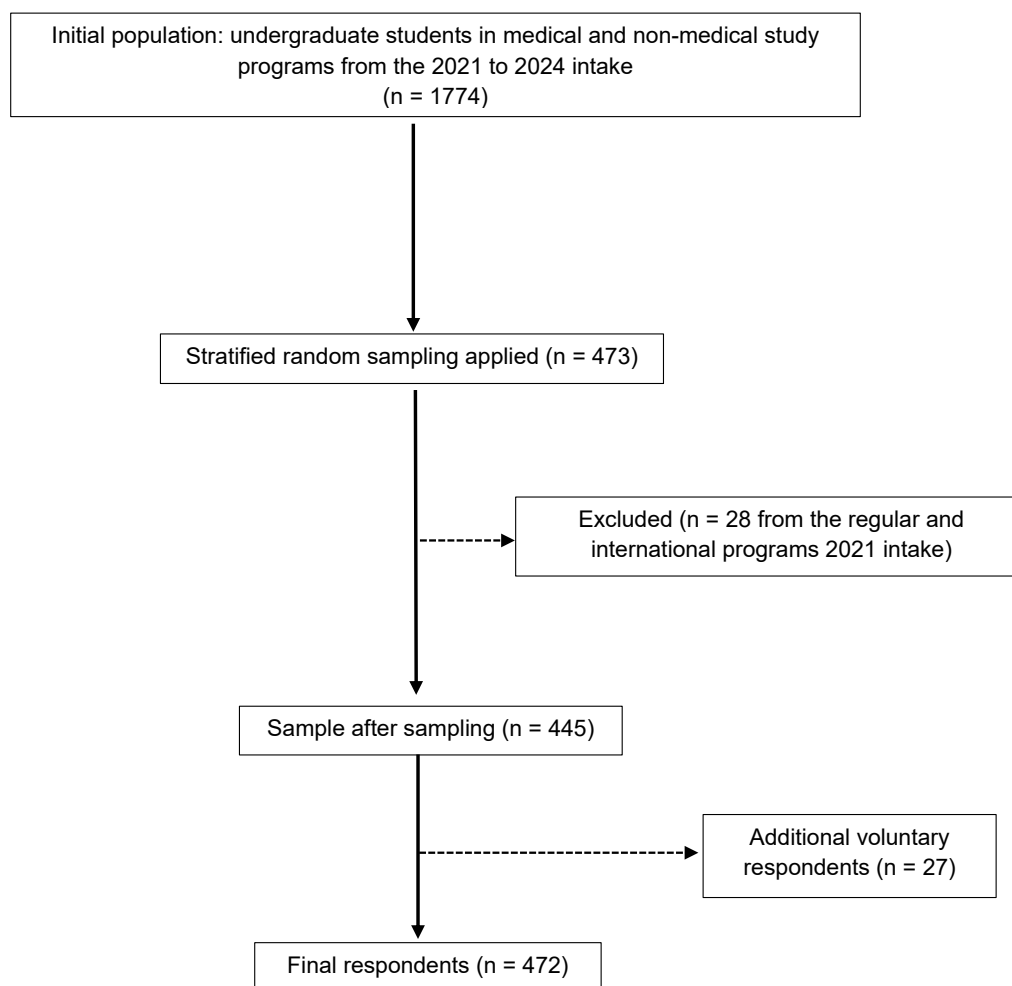 Initial population: undergraduate students in medical and non-medical study
programs from the 2021 to 2024 intake
(n = 1774)
Stratified random sampling applied (n = 473)
Excluded (n = 28 from the regular and
international programs 2021 intake)
Sample after sampling (n = 445)
Additional voluntary
respondents (n = 27)
Final respondents (n = 472)